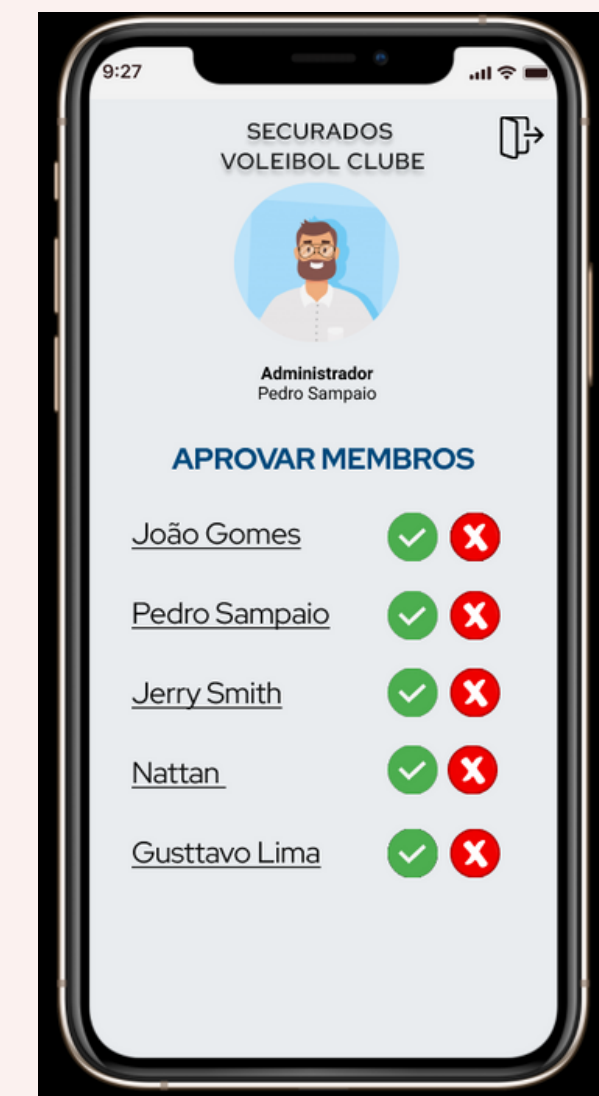 9:27
SECURADOS
VOLEIBOL CLUBE
Administrador
Pedro Sampaio
APROVAR MEMBROS
João Gomes
Pedro Sampaio
Jerry Smith
Nattan
Gusttavo Lima